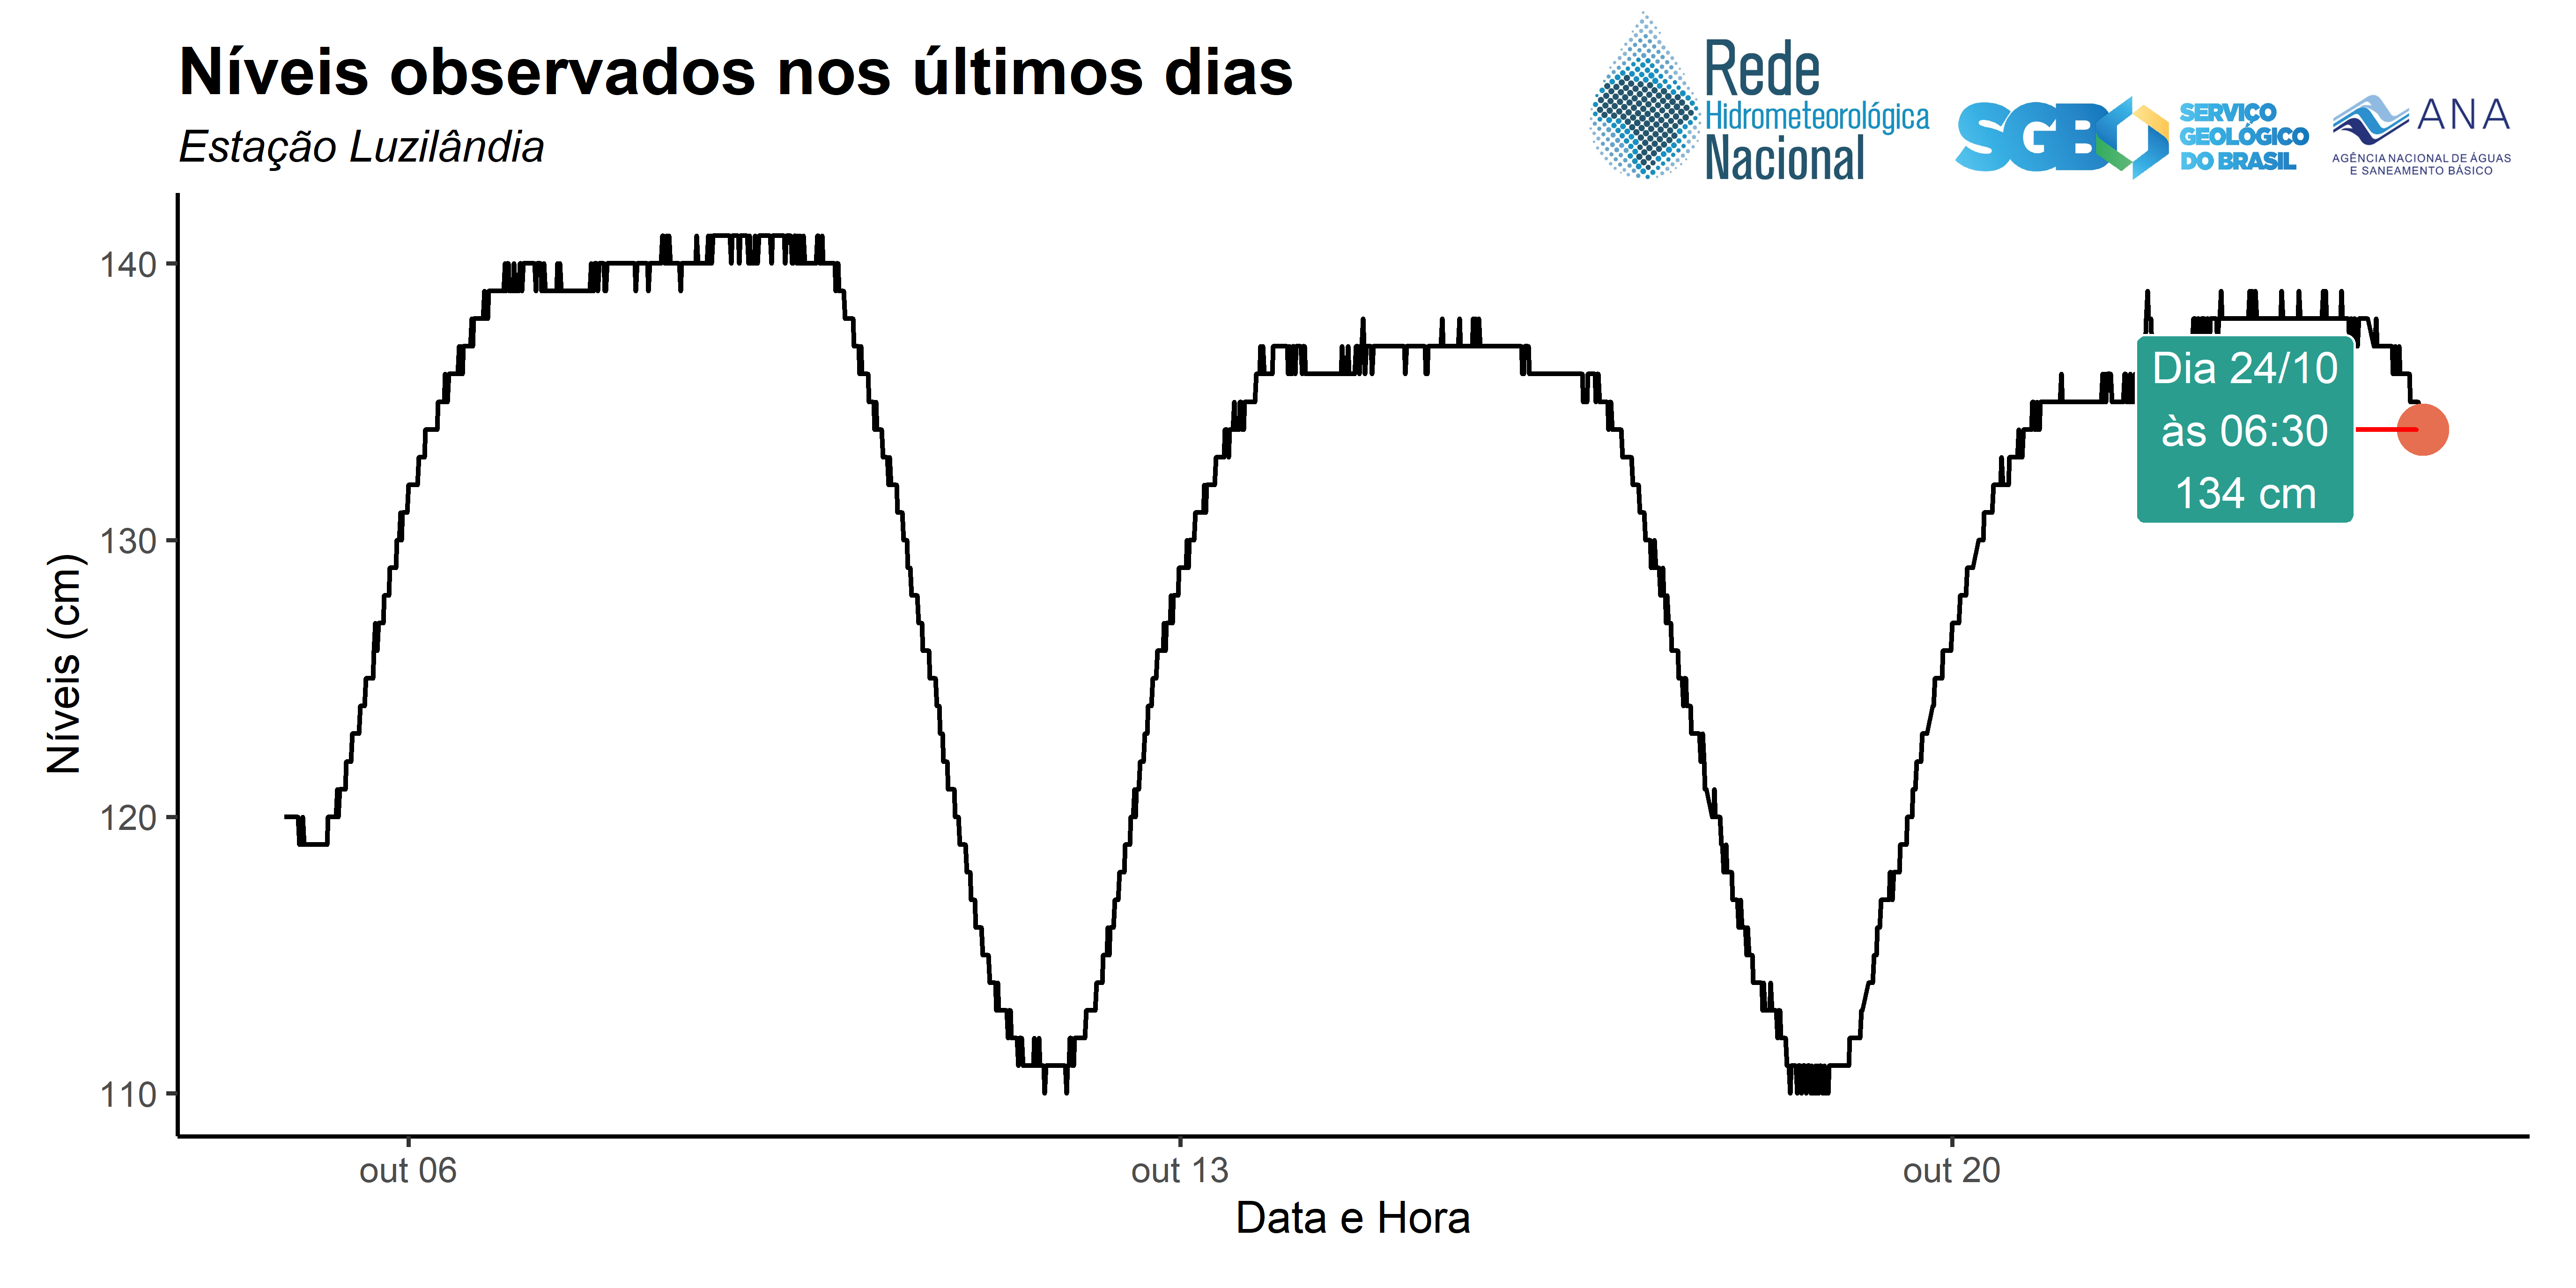 Níveis observados nos últimos dias
Estação Luzilândia
Rede
Hidrometeorológica
Nacional
SGB
SERVIÇO
GEOLÓGICO
DO BRASIL
ANA
AGÊNCIA NACIONAL DE ÁGUAS
E SANEAMENTO BÁSICO
Níveis (cm)
140
130
120
110
Dia 24/10
às 06:30
134 cm
out 06
out 13
out 20
Data e Hora